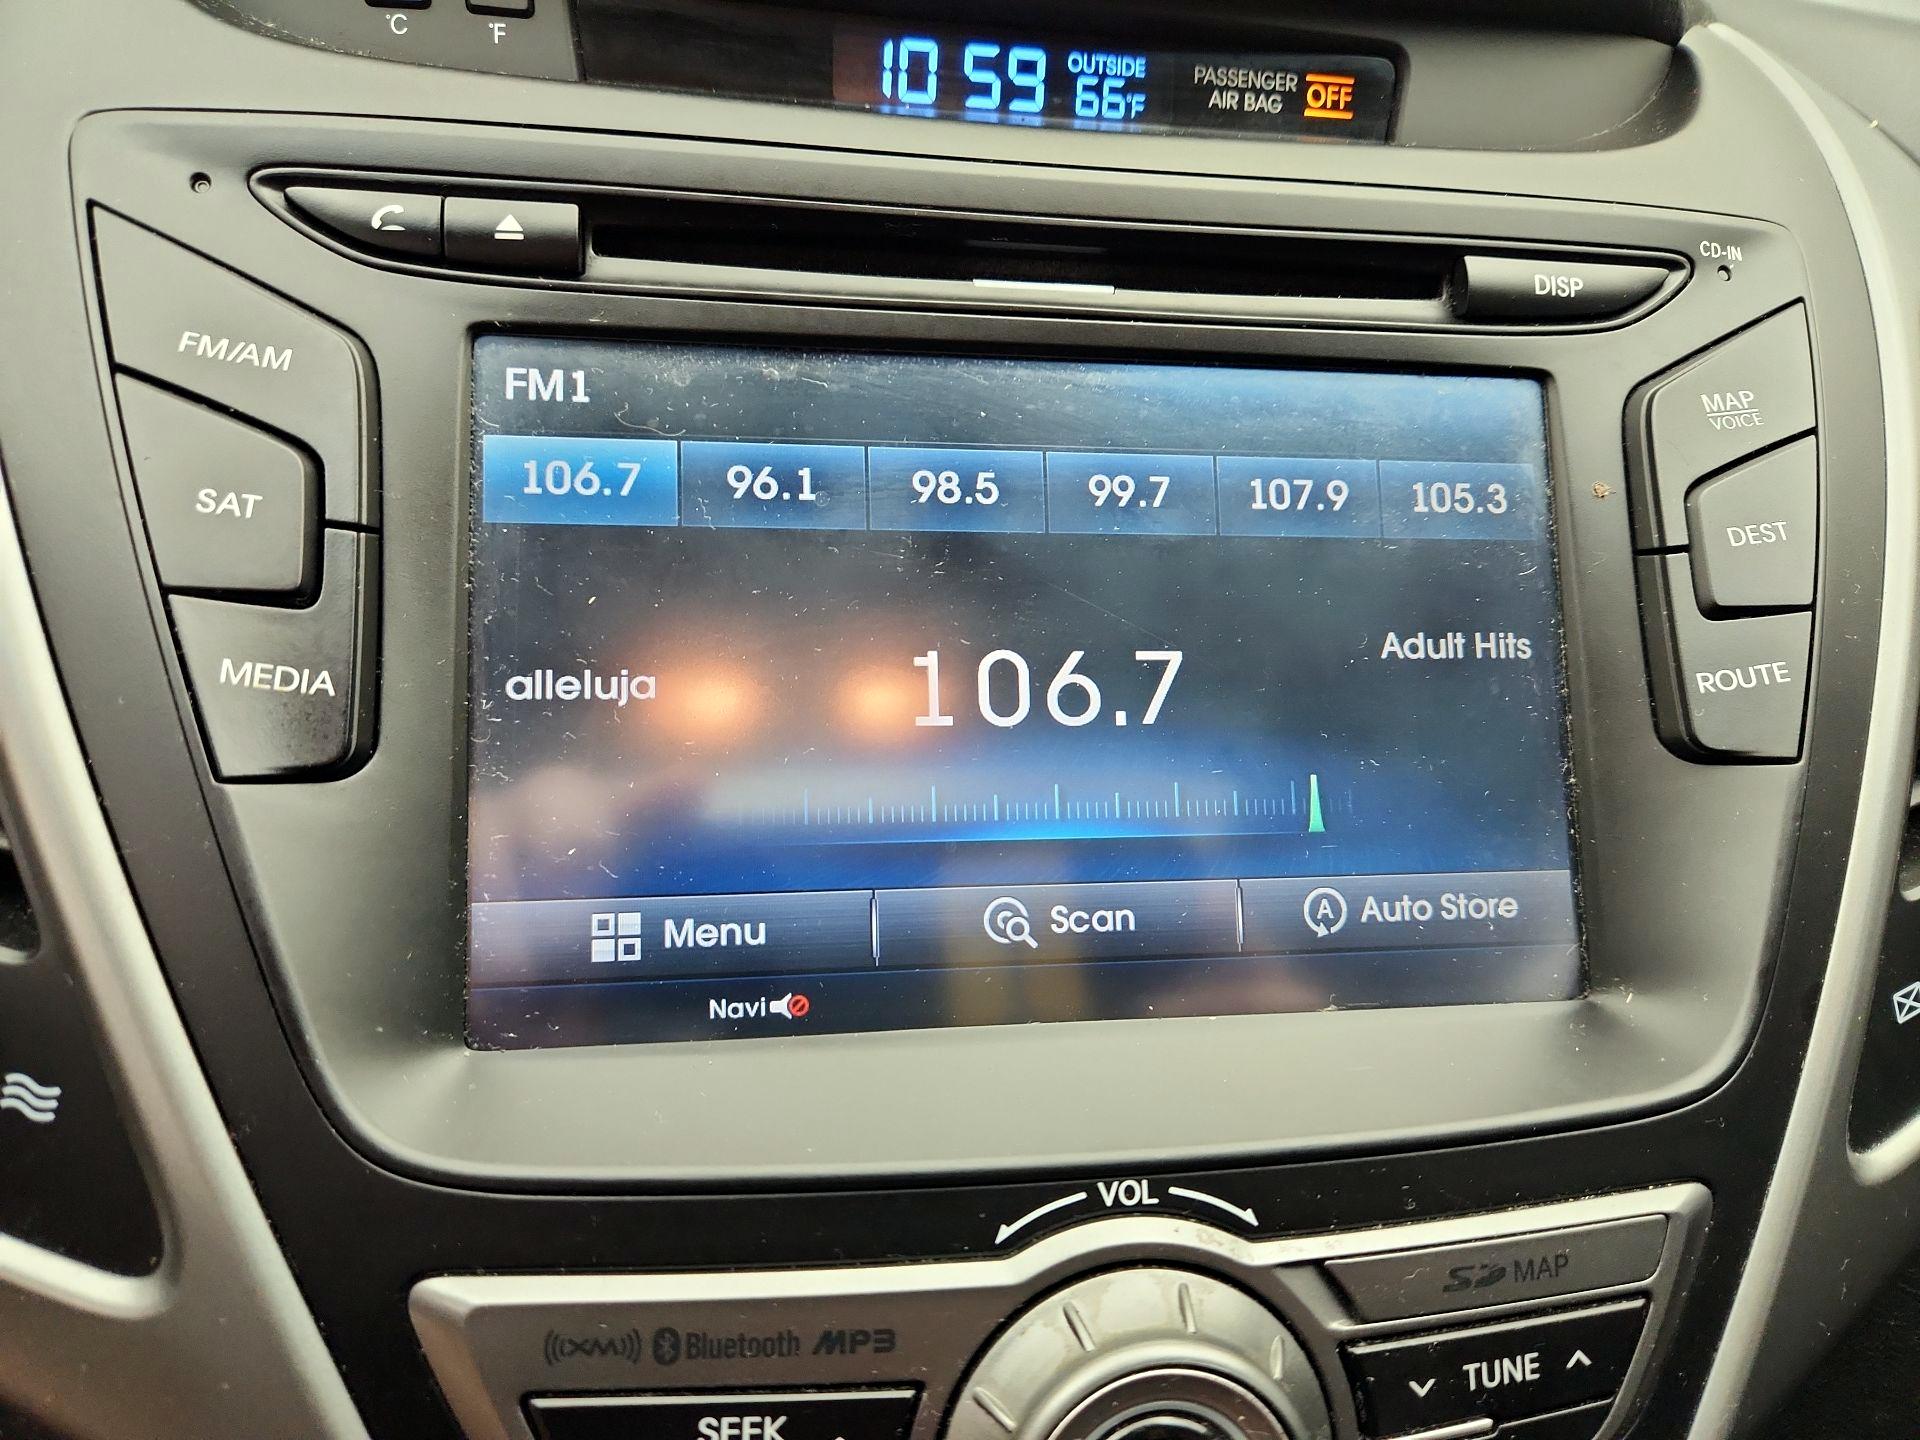 °C °F
10 59 OUTSIDE 66°F
PASSENGER AIR BAG OFF
CD-IN
DISP
FM/AM
SAT
MEDIA
MAP
VOICE
DEST
ROUTE
FM1
106.7 96.1 98.5 99.7 107.9 105.3
Adult Hits
alleluja 106.7
Menu Scan A Auto Store
Navi
VOL
SD MAP
((XM)) Bluetooth MP3
TUNE
SEEK